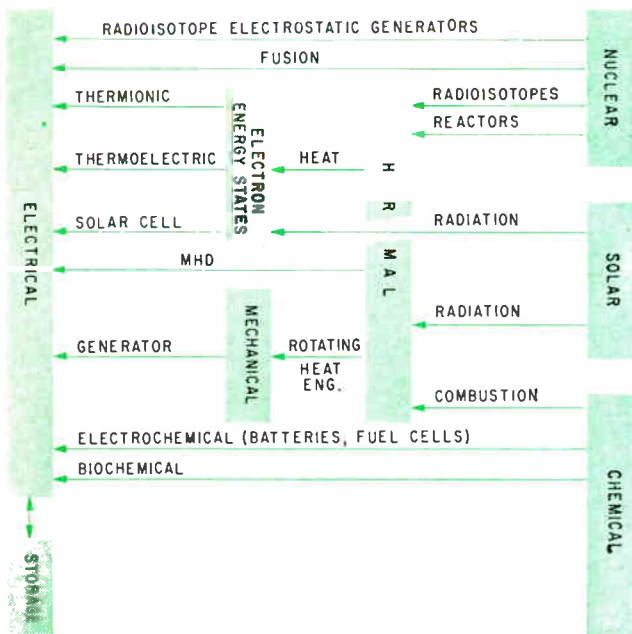 RADIOISOTOPE ELECTROSTATIC GENERATORS
FUSION
NUCLEAR
THERMIONIC
RADIOISOTOPES
REACTORS
ELECTRON
ENERGY STATES
THERMOELECTRIC
HEAT
H R MAL
ELECTRICAL
SOLAR CELL
RADIATION
SOLAR
MHD
RADIATION
MECHANICAL
GENERATOR
ROTATING
HEAT
ENG.
COMBUSTION
ELECTROCHEMICAL (BATTERIES, FUEL CELLS)
BIOCHEMICAL
CHEMICAL
STORAGE